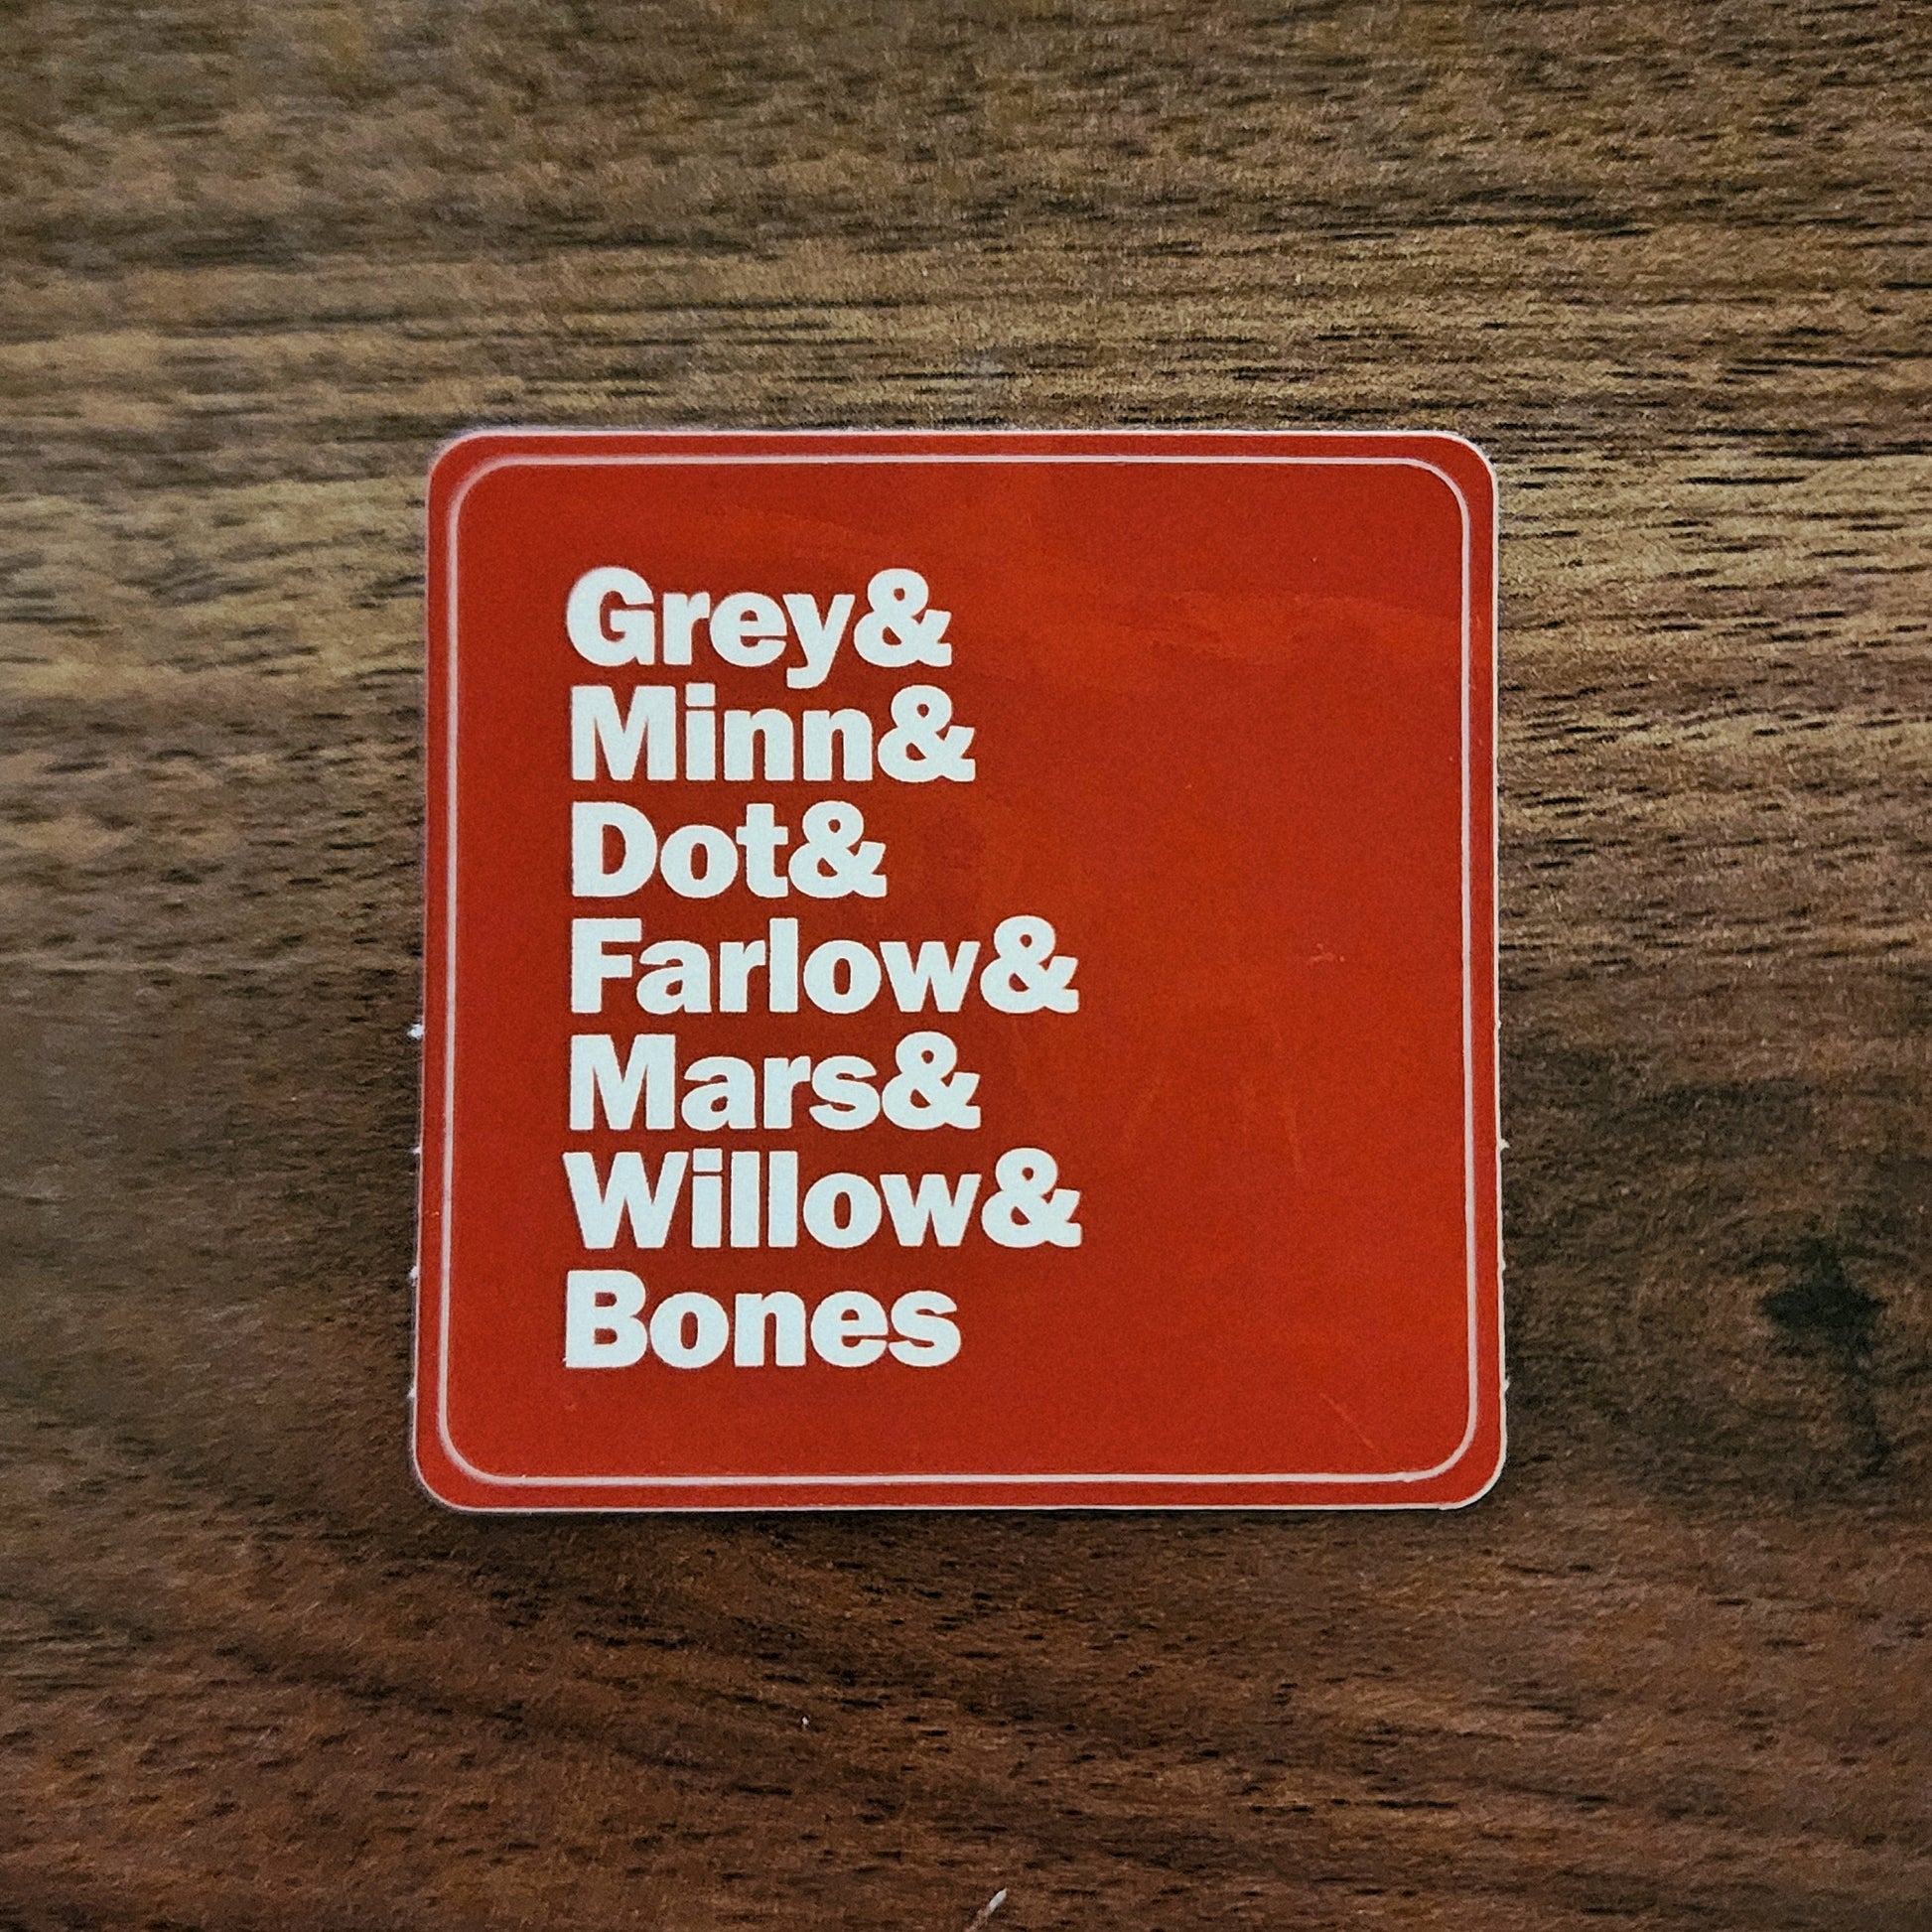 Grey&
Minn&
Dot&
Farlow&
Mars&
Willow&
Bones